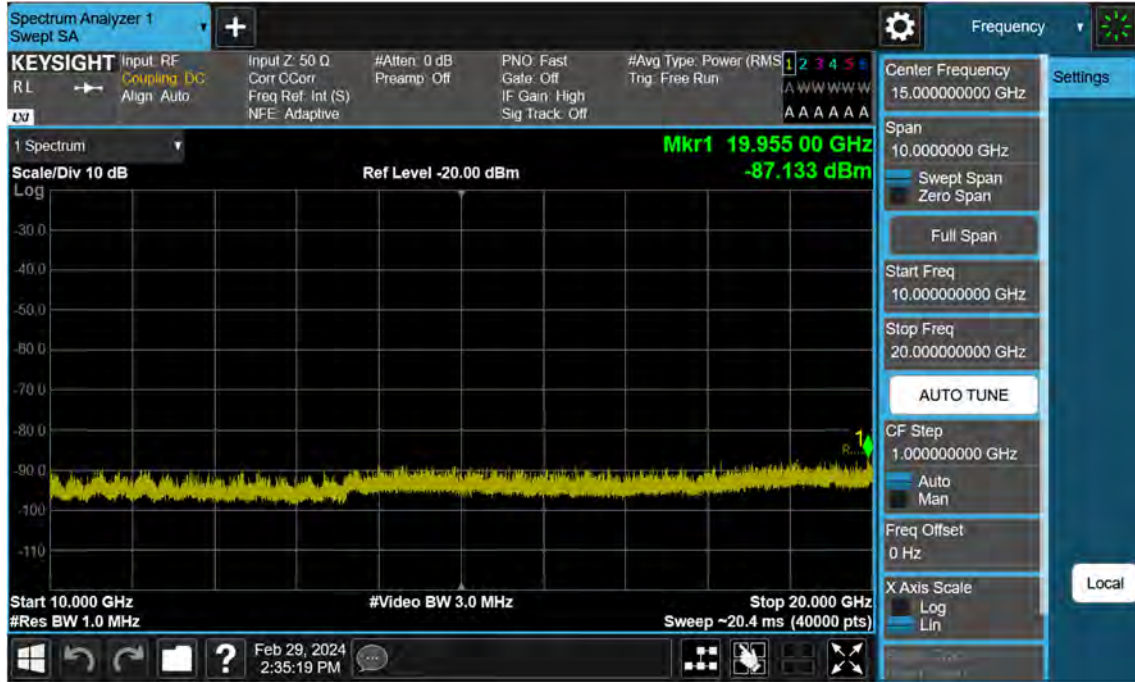 Spectrum Analyzer 1
Swept SA
Frequency
KEYSIGHT
RL
LXI
Input: RF
Coupling: DC
Align: Auto
Input Z: 50 Ω
Corr CCorr
Freq Ref: Int (S)
NFE: Adaptive
#Atten: 0 dB
Preamp: Off
PNO: Fast
Gate: Off
IF Gain: High
Sig Track: Off
#Avg Type: Power (RMS
Trig: Free Run
1 2 3 4 5 6
A W W W W W
A A A A A A
1 Spectrum
Scale/Div 10 dB
Ref Level -20.00 dBm
Mkr1 19.955 00 GHz
-87.133 dBm
Log
-30.0
-40.0
-50.0
-60.0
-70.0
-80.0
-90.0
-100
-110
1
Start 10.000 GHz
#Res BW 1.0 MHz
#Video BW 3.0 MHz
Stop 20.000 GHz
Sweep ~20.4 ms (40000 pts)
Center Frequency
15.000000000 GHz
Span
10.0000000 GHz
Swept Span
Zero Span
Full Span
Start Freq
10.000000000 GHz
Stop Freq
20.000000000 GHz
AUTO TUNE
CF Step
1.000000000 GHz
Auto
Man
Freq Offset
0 Hz
X Axis Scale
Log
Lin
Settings
Local
?
Feb 29, 2024
2:35:19 PM